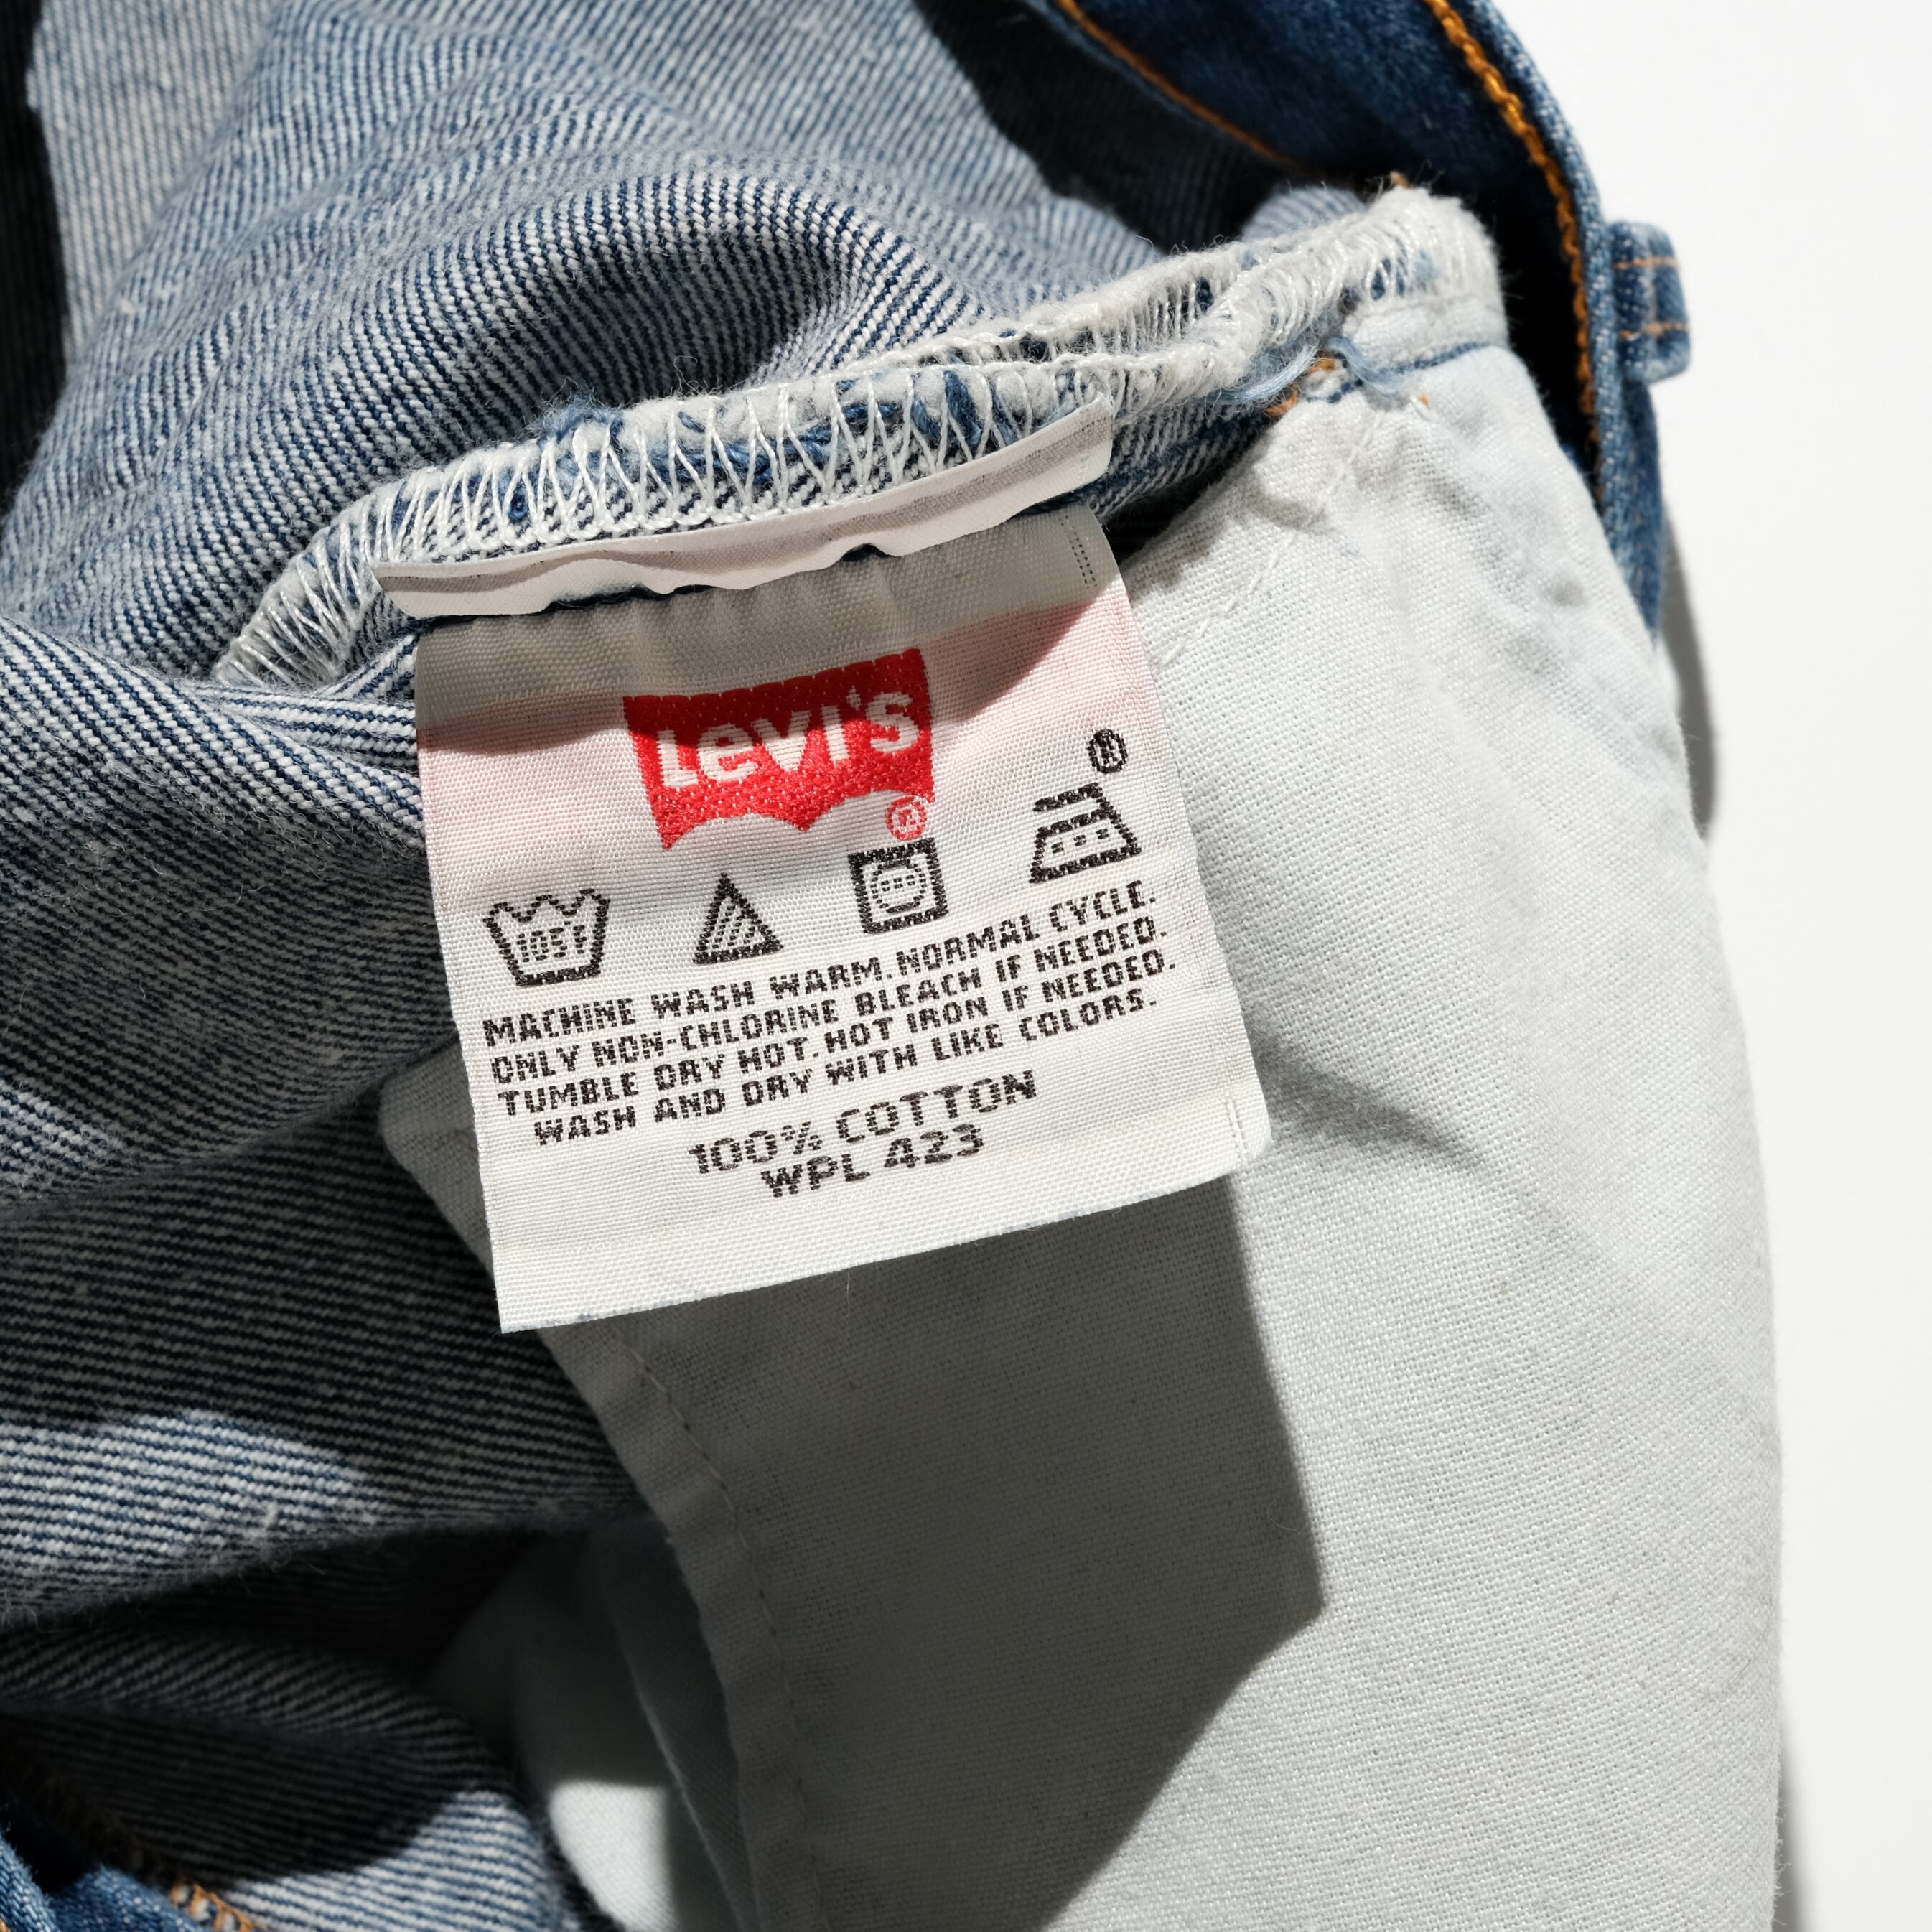 Levi's
®
®
105F
MACHINE WASH WARM. NORMAL CYCLE.
ONLY NON-CHLORINE BLEACH IF NEEDED.
TUMBLE DRY HOT. HOT IRON IF NEEDED.
WASH AND DRY WITH LIKE COLORS.
100% COTTON
WPL 423